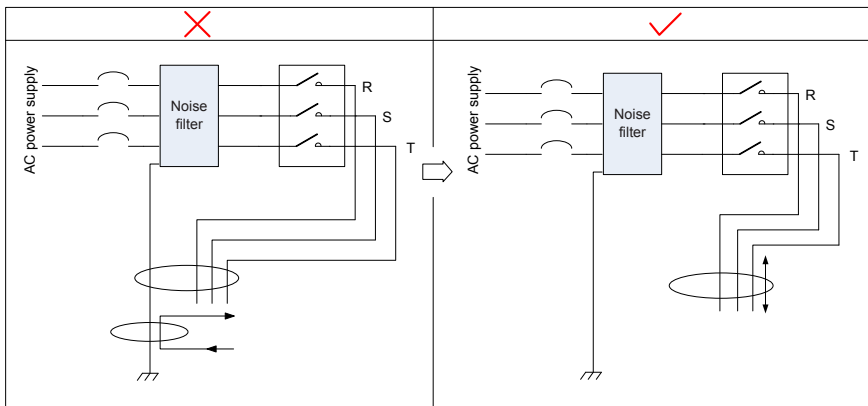 AC power supply
Noise
filter
R
S
T
AC power supply
Noise
filter
R
S
T